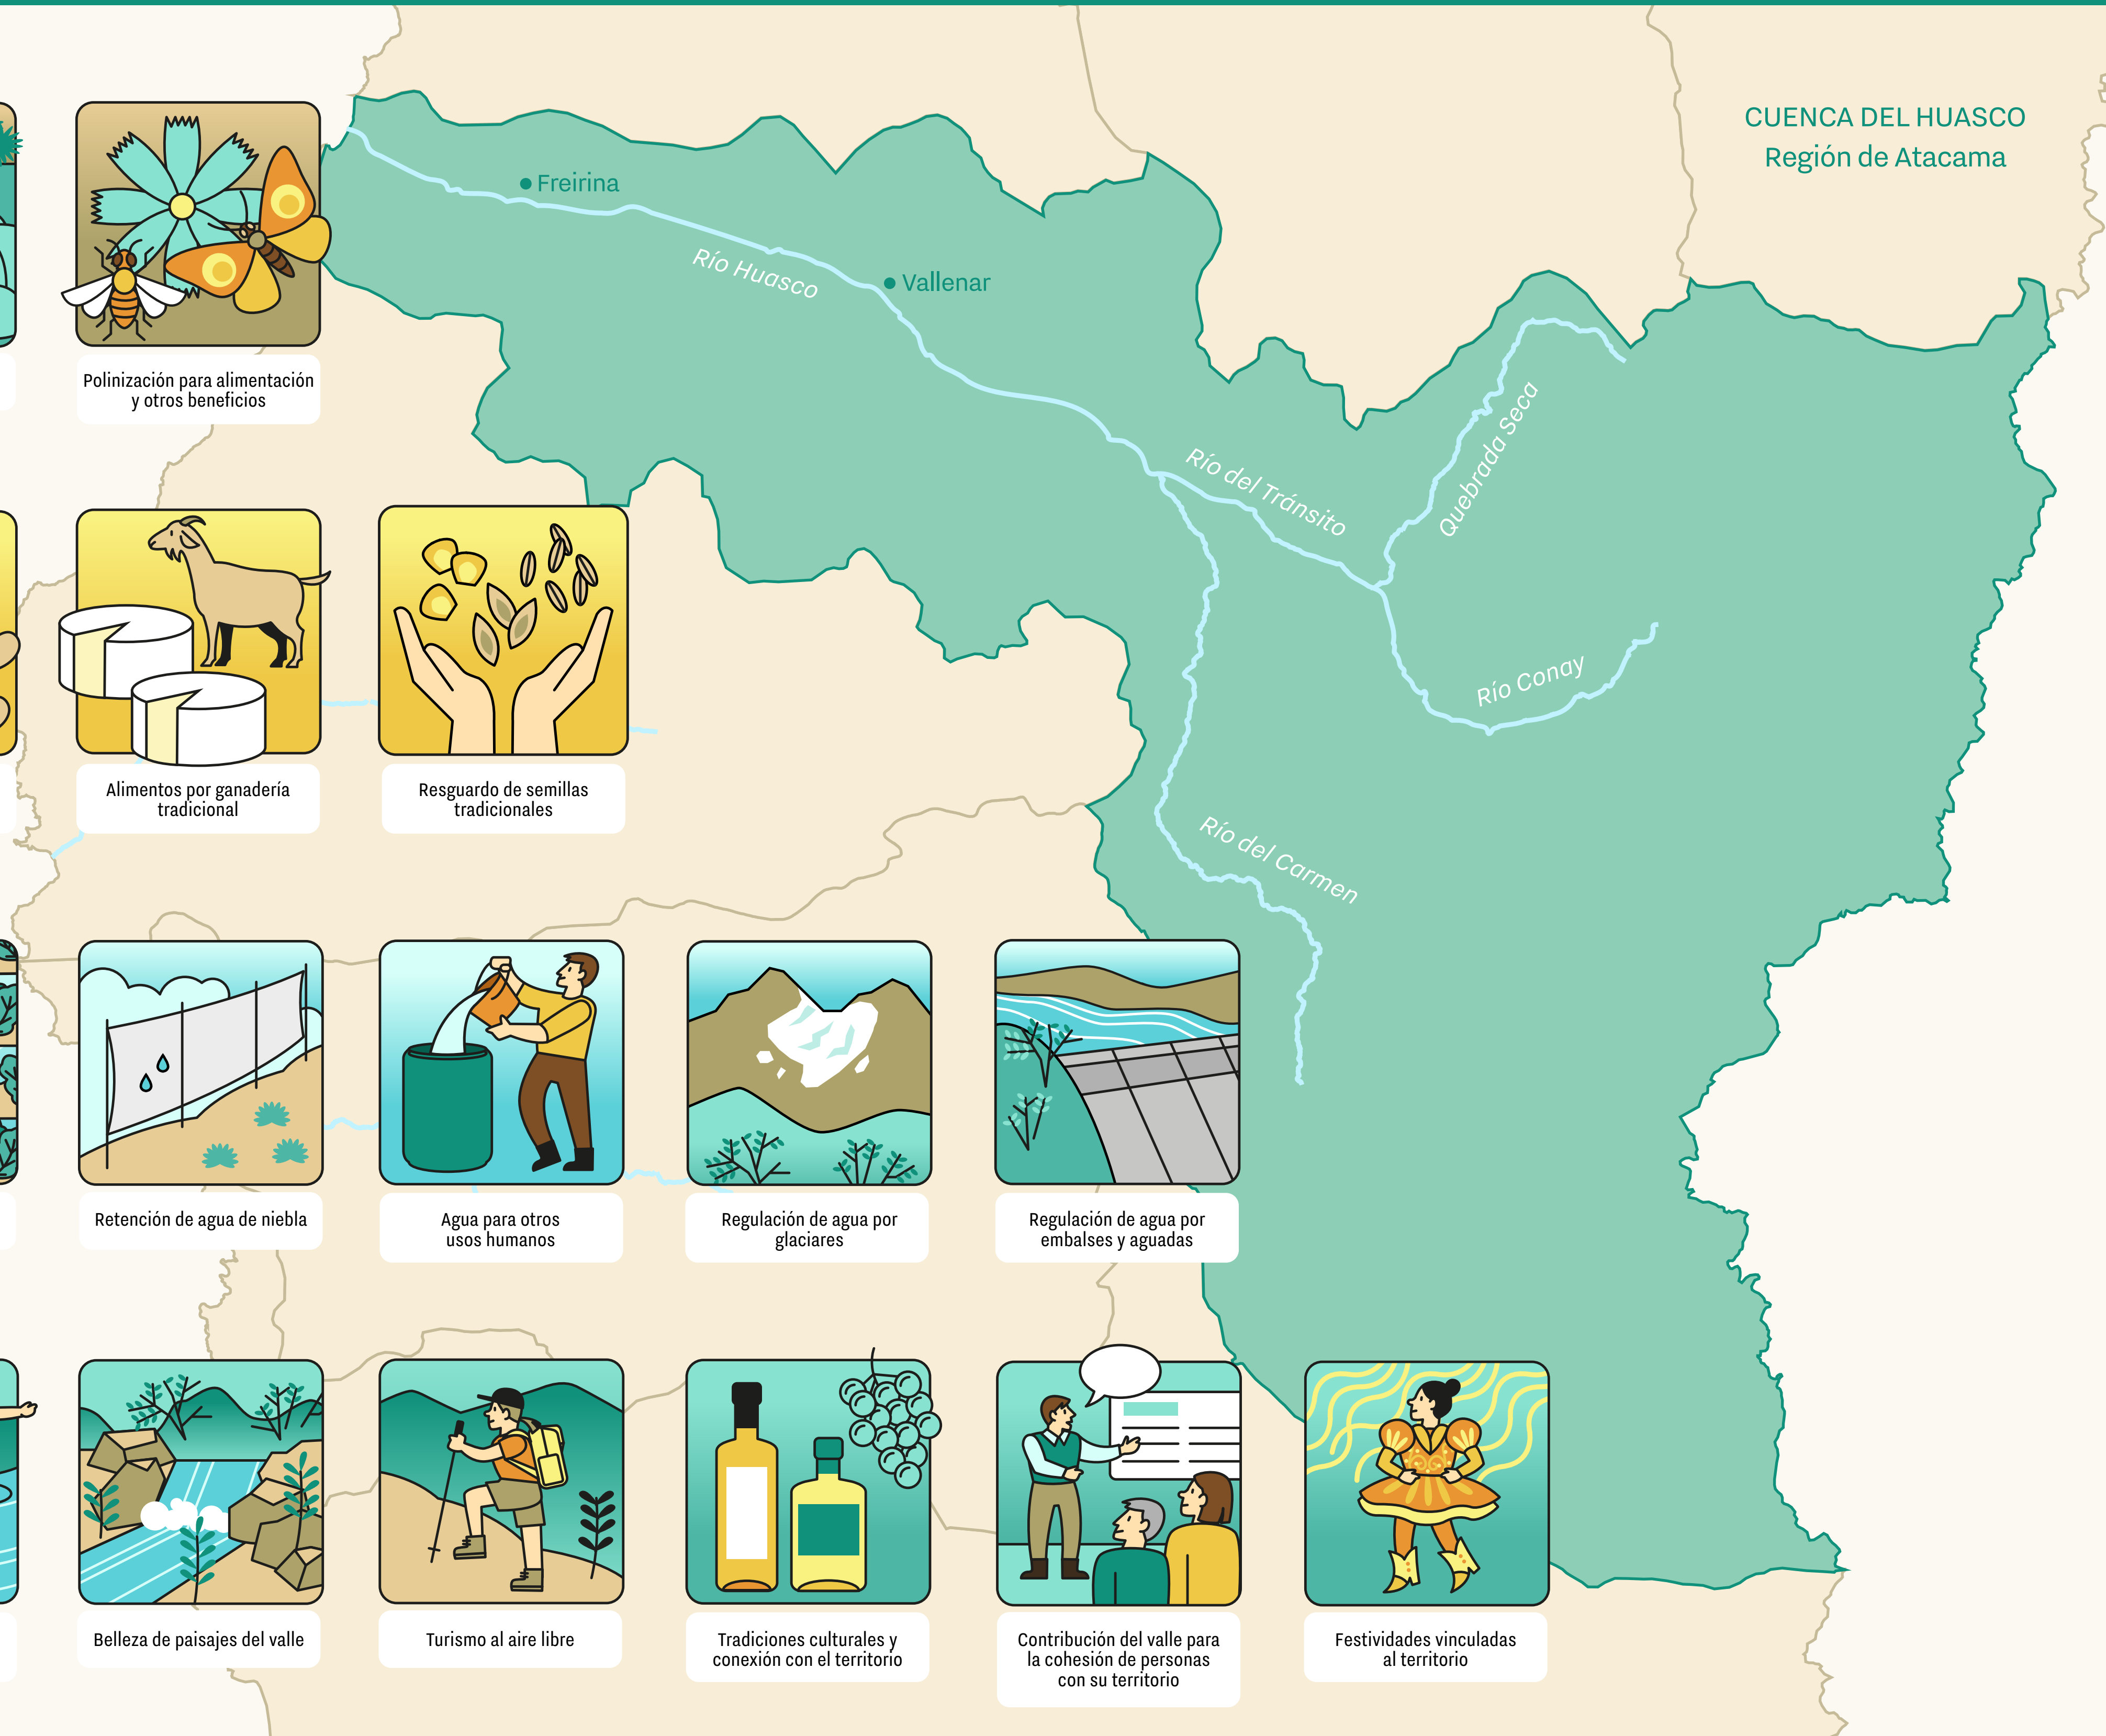 CUENCA DEL HUASCO
Región de Atacama
Freirina
Río Huasco
Vallenar
Río del Tránsito
Quebrada Seca
Río Conay
Río del Carmen
Polinización para alimentación
y otros beneficios
Alimentos por ganadería
tradicional
Resguardo de semillas
tradicionales
Retención de agua de niebla
Agua para otros
usos humanos
Regulación de agua por
glaciares
Regulación de agua por
embalses y aguadas
Belleza de paisajes del valle
Turismo al aire libre
Tradiciones culturales y
conexión con el territorio
Contribución del valle para
la cohesión de personas
con su territorio
Festividades vinculadas
al territorio